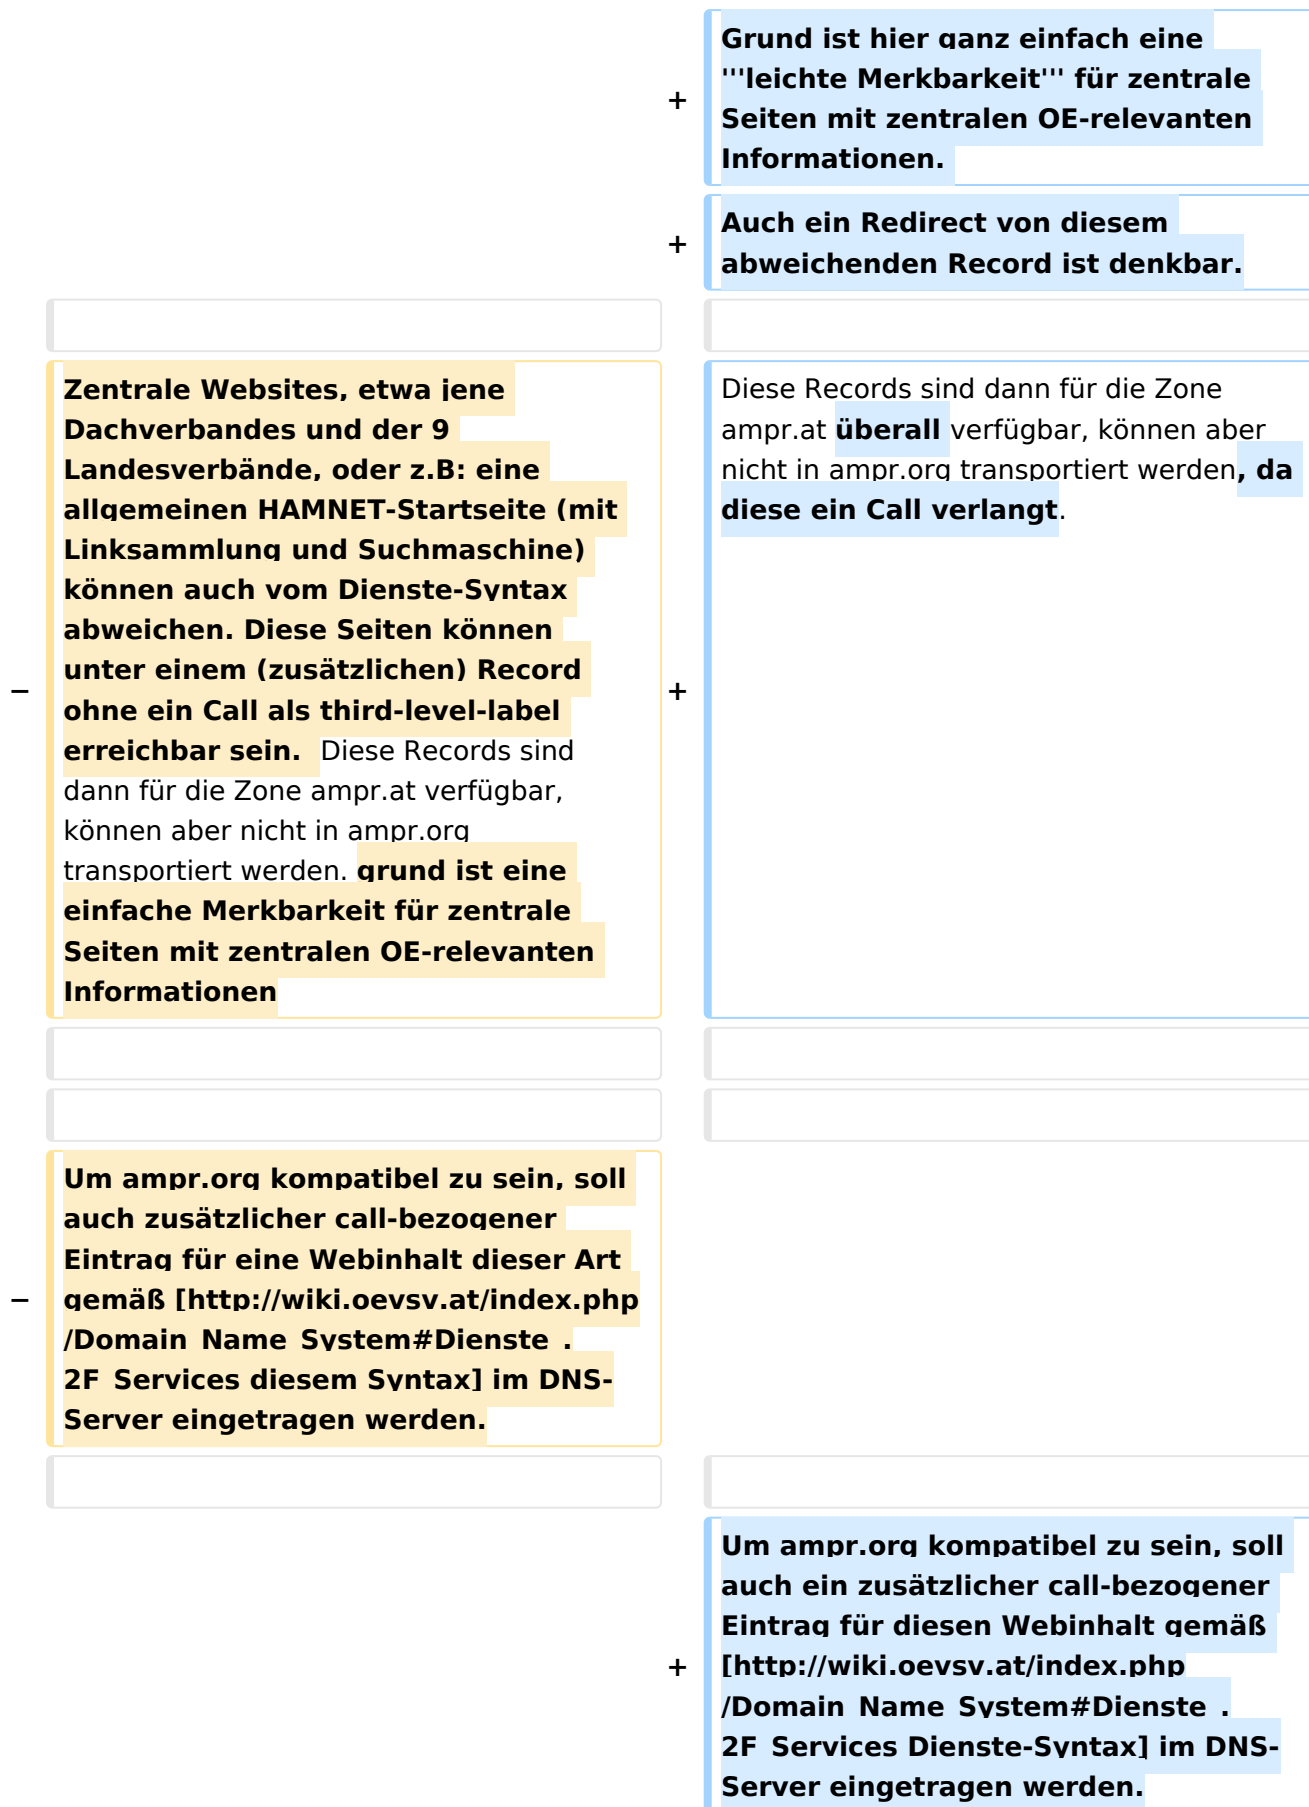 Grund ist hier ganz einfach eine
'''leichte Merkbarkeit''' für zentrale
+
Seiten mit zentralen OE-relevanten
Informationen.
Auch ein Redirect von diesem
+
abweichenden Record ist denkbar.
Zentrale Websites, etwa jene
Dachverbandes und der 9
Landesverbände, oder z.B: eine
allgemeinen HAMNET-Startseite (mit
Linksammlung und Suchmaschine)
können auch vom Dienste-Syntax
abweichen. Diese Seiten können
unter einem (zusätzlichen) Record
−
ohne ein Call als third-level-label
erreichbar sein. Diese Records sind
dann für die Zone ampr.at verfügbar,
können aber nicht in ampr.org
transportiert werden. grund ist eine
einfache Merkbarkeit für zentrale
Seiten mit zentralen OE-relevanten
Informationen
+
Diese Records sind dann für die Zone
ampr.at überall verfügbar, können aber
nicht in ampr.org transportiert werden, da
diese ein Call verlangt.
Um ampr.org kompatibel zu sein, soll
auch zusätzlicher call-bezogener
Eintrag für eine Webinhalt dieser Art
−
gemäß [http://wiki.oevsv.at/index.php
/Domain_Name_System#Dienste_.
2F_Services diesem Syntax] im DNS-
Server eingetragen werden.
Um ampr.org kompatibel zu sein, soll
auch ein zusätzlicher call-bezogener
Eintrag für diesen Webinhalt gemäß
+
[http://wiki.oevsv.at/index.php
/Domain_Name_System#Dienste_.
2F_Services Dienste-Syntax] im DNS-
Server eingetragen werden.